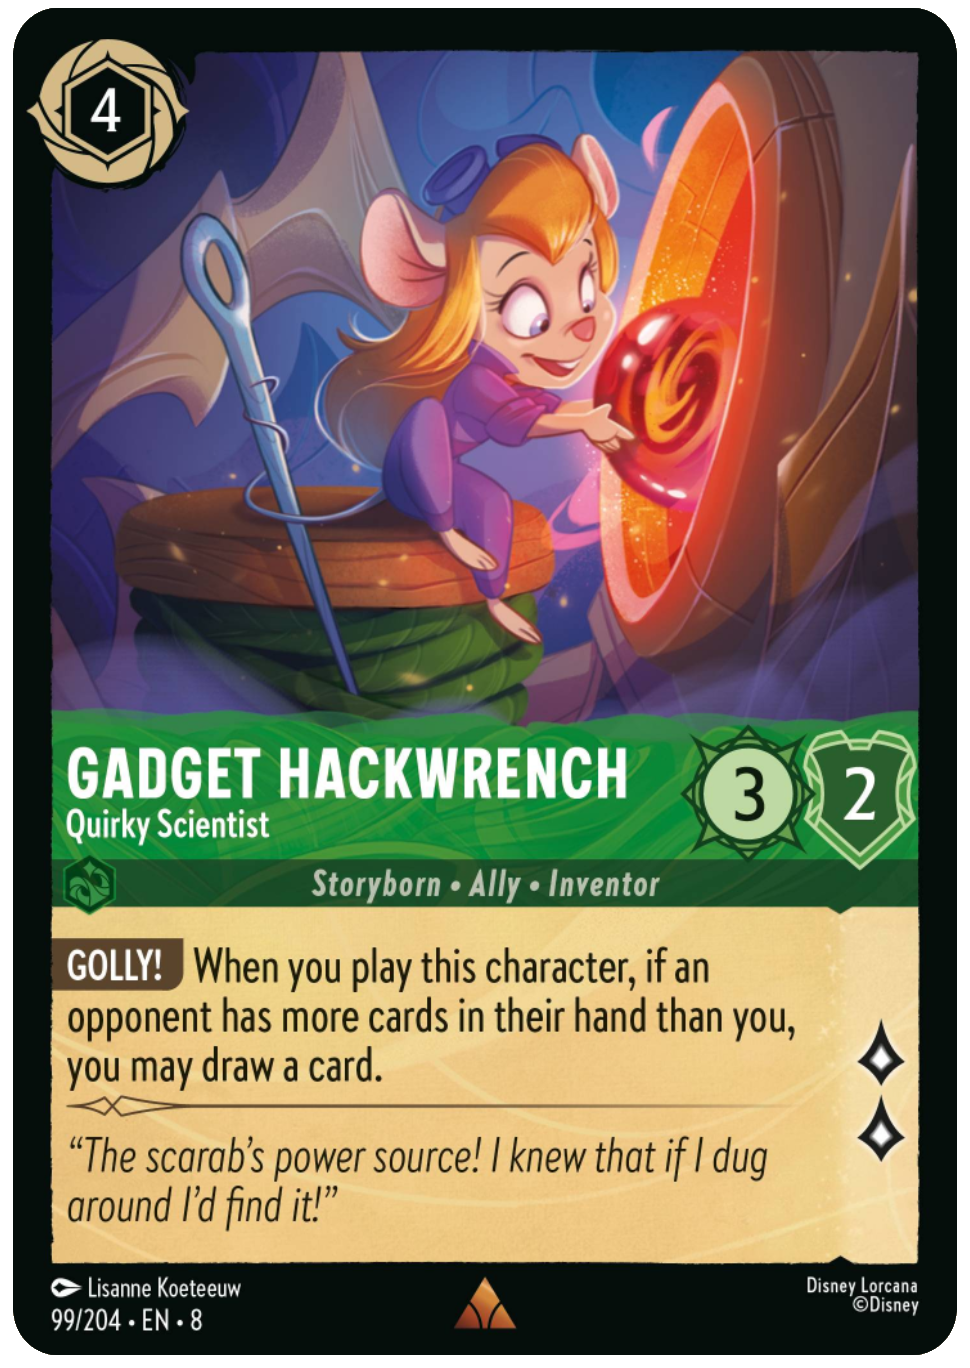 4
GADGET HACKWRENCH
3
2
Quirky Scientist
Storyborn • Ally • Inventor
GOLLY! When you play this character, if an
opponent has more cards in their hand than you,
you may draw a card.
“The scarab’s power source! I knew that if I dug
around I’d find it!”
Lisanne Koeteeuw
99/204 • EN • 8
Disney Lorcana
©Disney